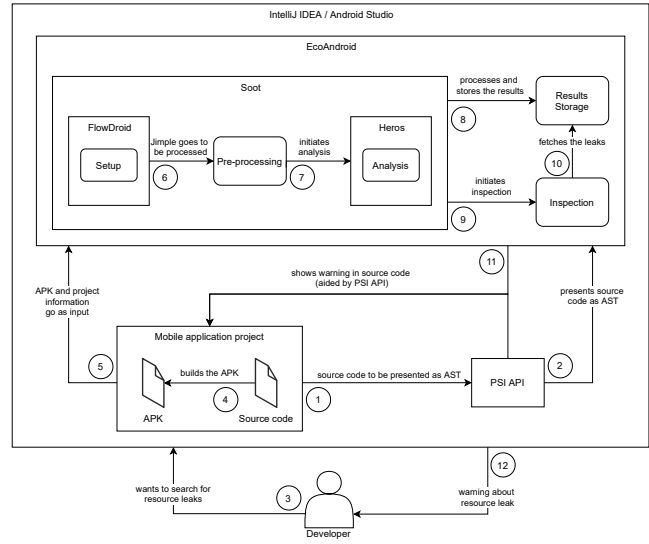 IntelliJ IDEA / Android Studio
EcoAndroid
Soot
FlowDroid
Setup
Jimple goes to
be processed
6
Pre-processing
initiates
analysis
7
Heros
Analysis
processes and
stores the results
8
Results
Storage
fetches the leaks
10
initiates
inspection
9
Inspection
11
shows warning in source code
(aided by PSI API)
APK and project
information
go as input
5
presents source
code as AST
2
Mobile application project
builds the APK
4
APK
Source code
source code to be presented as AST
1
PSI API
12
wants to search for
resource leaks
3
Developer
warning about
resource leak